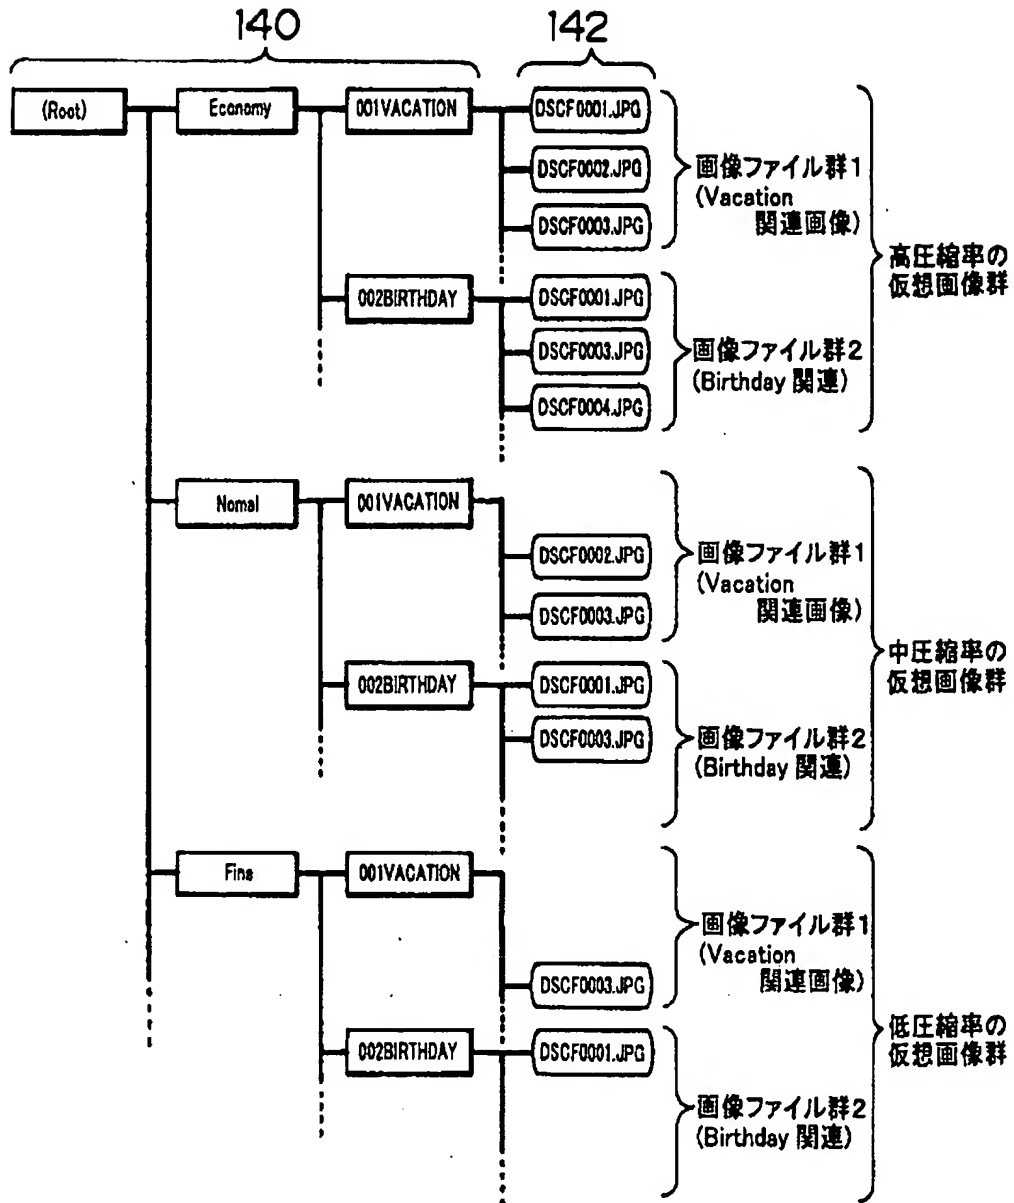 140
142
(Root)
Economy
001VACATION
DSCF0001.JPG
DSCF0002.JPG
DSCF0003.JPG
画像ファイル群1
(Vacation
関連画像)
002BIRTHDAY
DSCF0001.JPG
DSCF0003.JPG
DSCF0004.JPG
画像ファイル群2
(Birthday 関連)
高圧縮率の
仮想画像群
Nomal
001VACATION
DSCF0002.JPG
DSCF0003.JPG
画像ファイル群1
(Vacation
関連画像)
002BIRTHDAY
DSCF0001.JPG
DSCF0003.JPG
画像ファイル群2
(Birthday 関連)
中圧縮率の
仮想画像群
Fine
001VACATION
DSCF0003.JPG
画像ファイル群1
(Vacation
関連画像)
002BIRTHDAY
DSCF0001.JPG
画像ファイル群2
(Birthday 関連)
低圧縮率の
仮想画像群